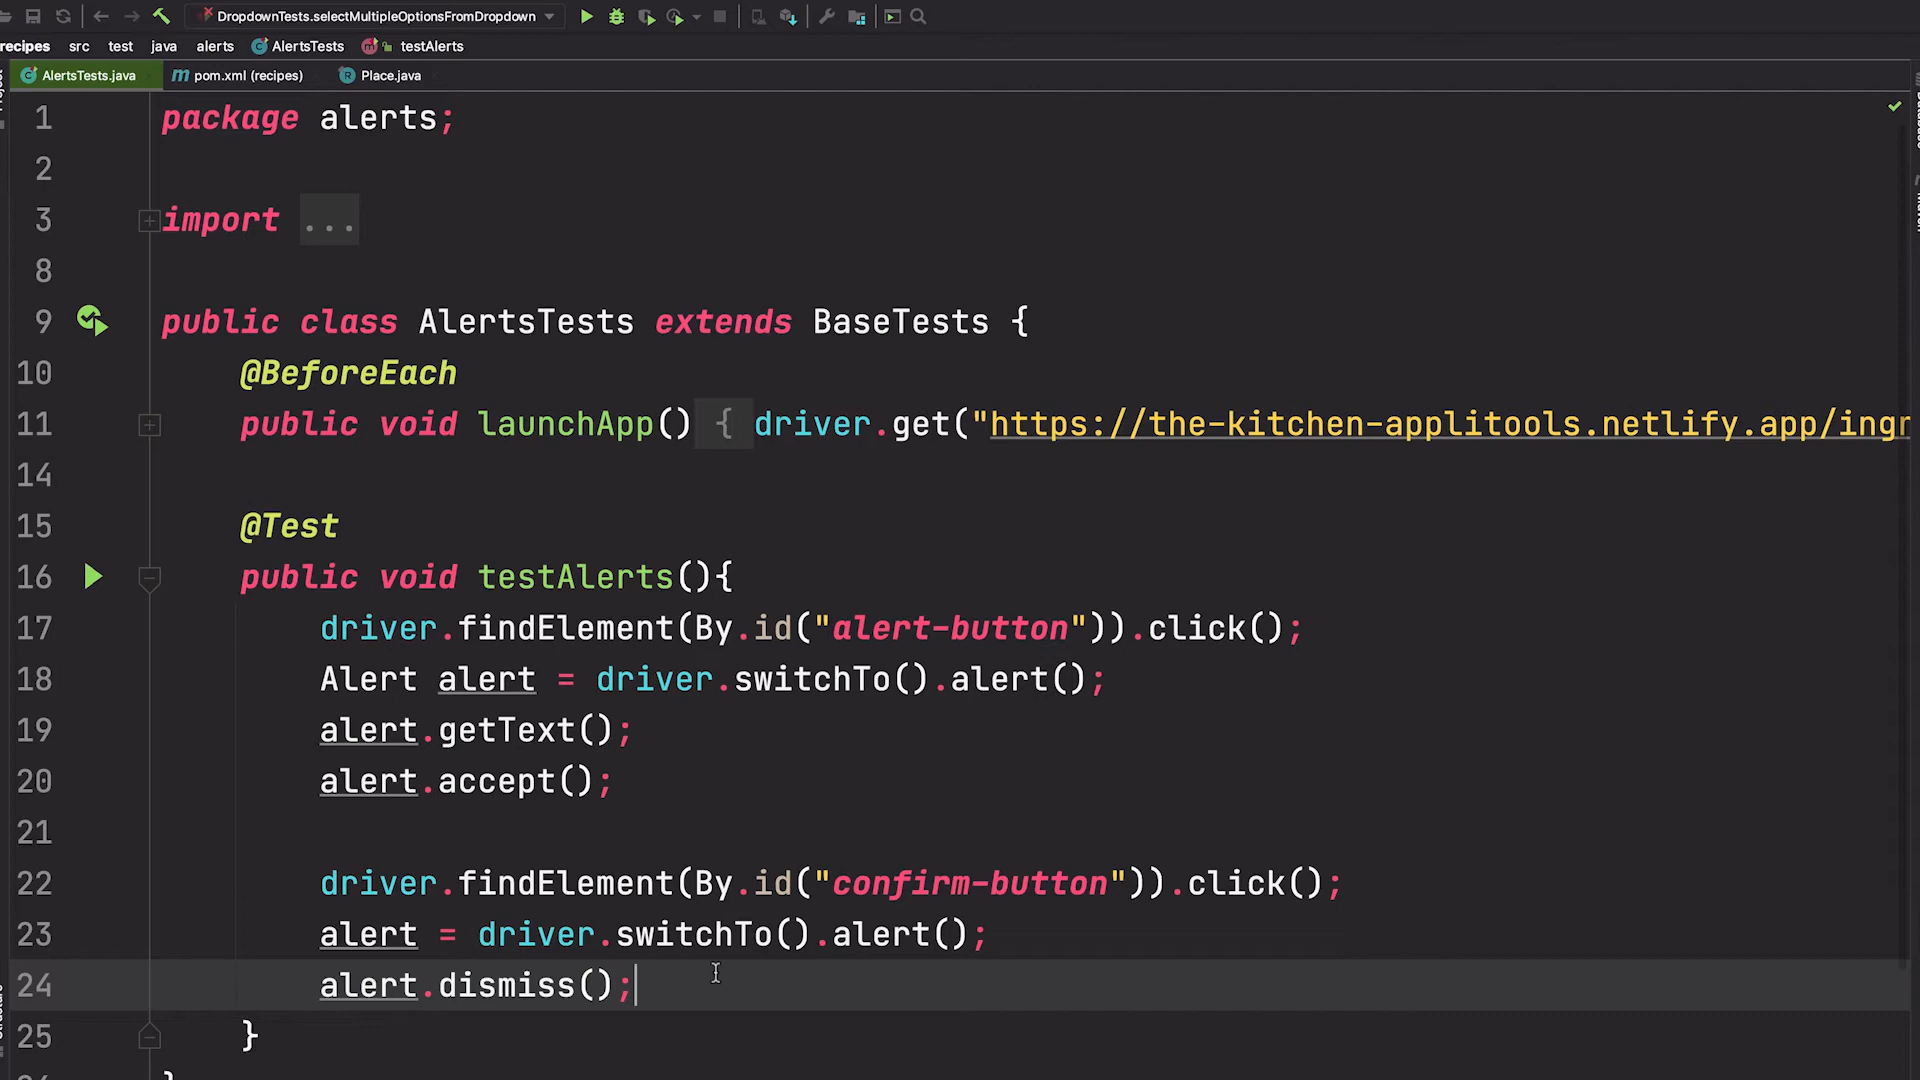 DropdownTests.selectMultipleOptionsFromDropdown
recipes src test java alerts AlertsTests testAlerts
AlertsTests.java pom.xml (recipes) Place.java
1 package alerts;
2
3 import ...
8
9 public class AlertsTests extends BaseTests {
10 @BeforeEach
11 public void launchApp() { driver.get("https://the-kitchen-applitools.netlify.app/ingr
14
15 @Test
16 public void testAlerts(){
17 driver.findElement(By.id("alert-button")).click();
18 Alert alert = driver.switchTo().alert();
19 alert.getText();
20 alert.accept();
21
22 driver.findElement(By.id("confirm-button")).click();
23 alert = driver.switchTo().alert();
24 alert.dismiss();
25 }